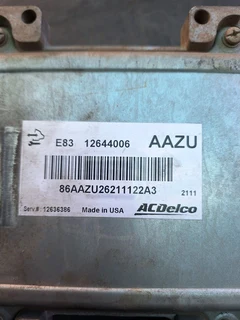 E83 12644006 AAZU
86AAZU26211122A3 2111
Serv.#: 12636386 Made in USA ACDelco